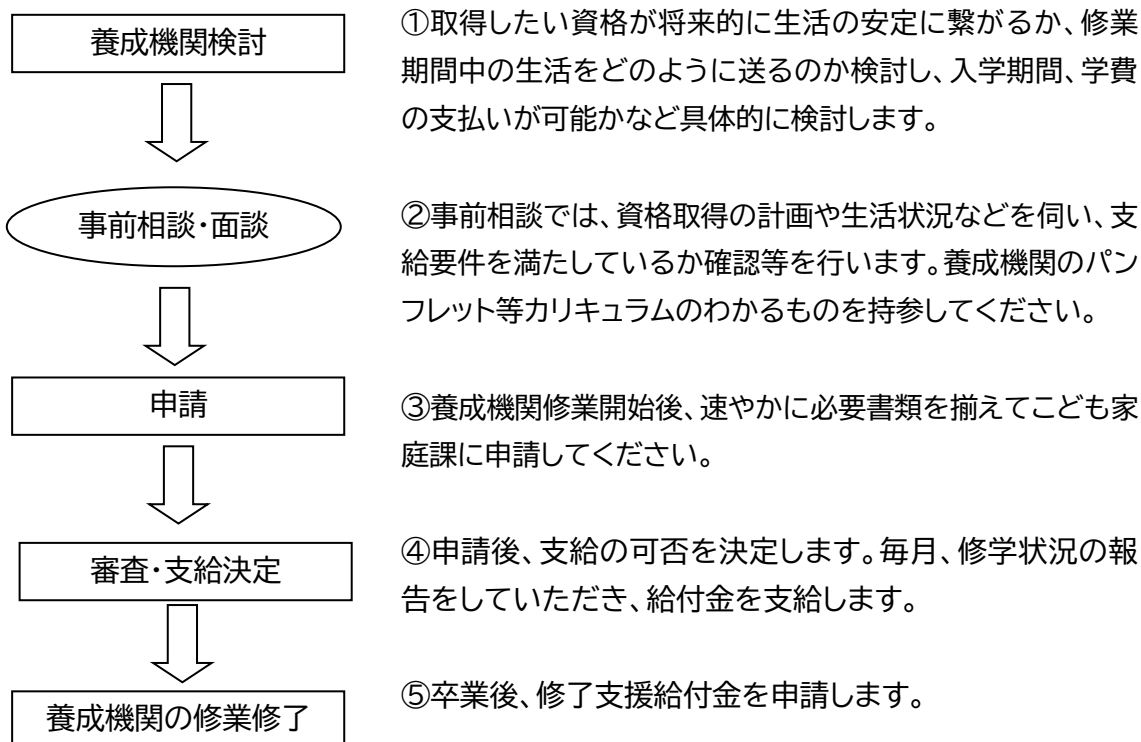 養成機関検討
①取得したい資格が将来的に生活の安定に繋がるか、修業
期間中の生活をどのように送るのか検討し、入学期間、学費
の支払いが可能かなど具体的に検討します。
事前相談・面談
②事前相談では、資格取得の計画や生活状況などを伺い、支
給要件を満たしているか確認等を行います。養成機関のパン
フレット等カリキュラムのわかるものを持参してください。
申請
③養成機関修業開始後、速やかに必要書類を揃えてこども家
庭課に申請してください。
審査・支給決定
④申請後、支給の可否を決定します。毎月、修学状況の報
告をしていただき、給付金を支給します。
養成機関の修業修了
⑤卒業後、修了支援給付金を申請します。